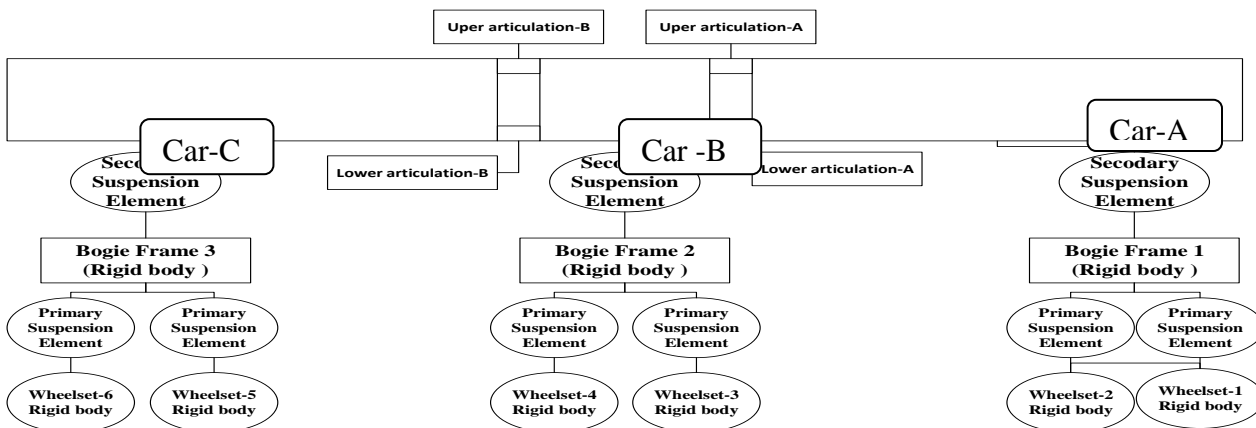 Uper articulation-B
Uper articulation-A
Car-C
Car -B
Car-A
Lower articulation-B
Lower articulation-A
Suspension
Element
Suspension
Element
Secodary
Suspension
Element
Bogie Frame 3
(Rigid body )
Bogie Frame 2
(Rigid body )
Bogie Frame 1
(Rigid body )
Primary
Suspension
Element
Primary
Suspension
Element
Primary
Suspension
Element
Primary
Suspension
Element
Primary
Suspension
Element
Primary
Suspension
Element
Wheelset-6
Rigid body
Wheelset-5
Rigid body
Wheelset-4
Rigid body
Wheelset-3
Rigid body
Wheelset-2
Rigid body
Wheelset-1
Rigid body